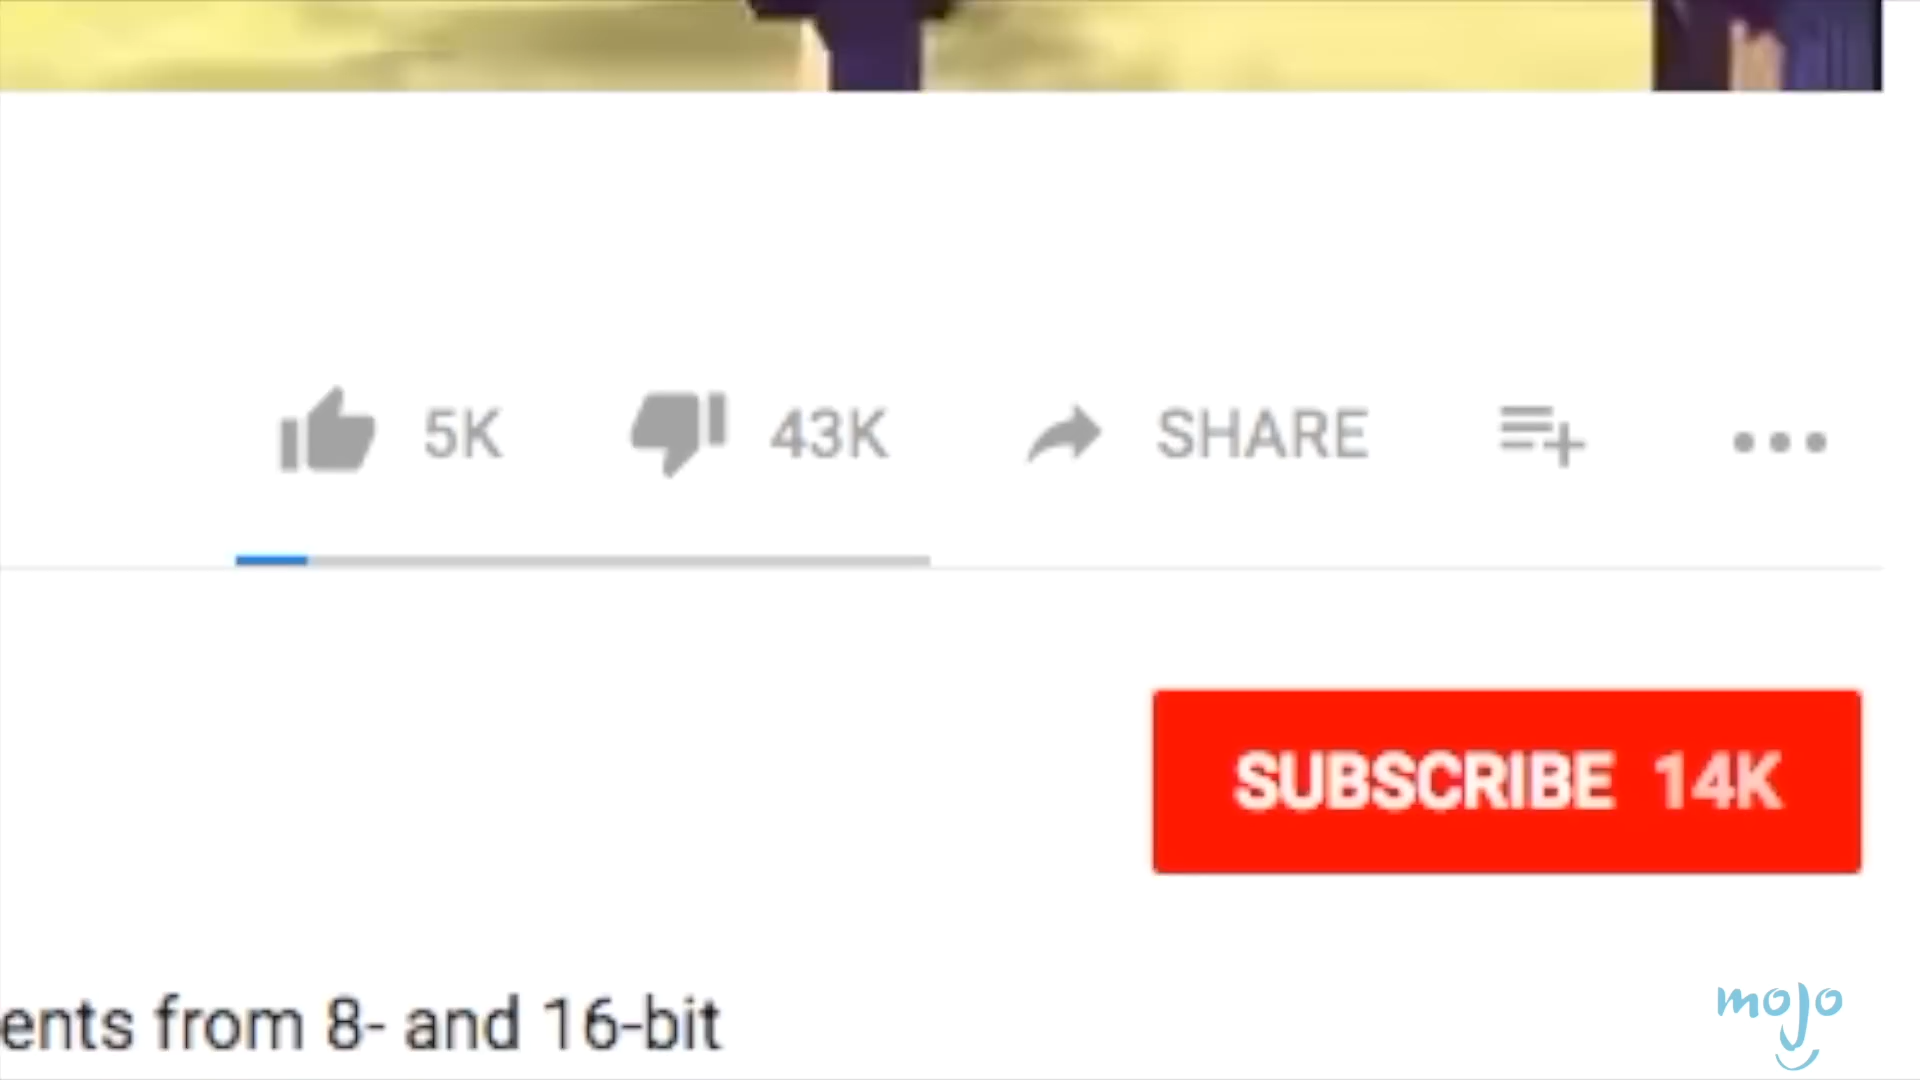 5K 43K SHARE
SUBSCRIBE 14K
ents from 8- and 16-bit
mojo